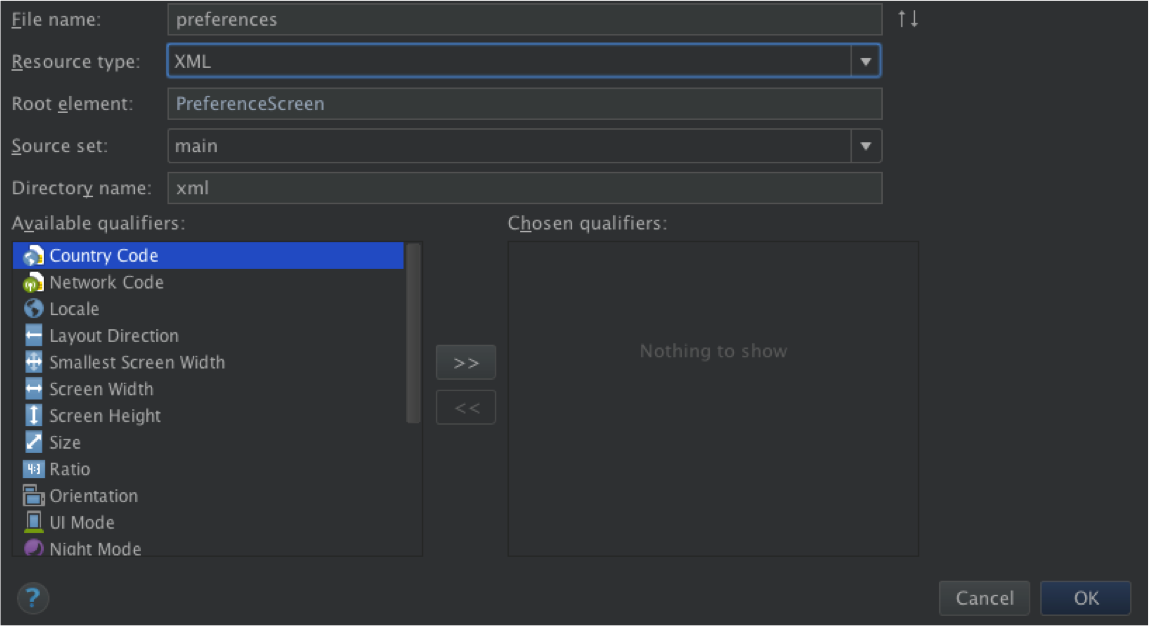 File name: preferences
Resource type: XML
Root element: PreferenceScreen
Source set: main
Directory name: xml
Available qualifiers: Chosen qualifiers:
Country Code
Network Code
Locale
Layout Direction
Smallest Screen Width
Nothing to show
>>
Screen Width
<<
Screen Height
Size
4:3 Ratio
Orientation
UI Mode
Night Mode
? Cancel OK